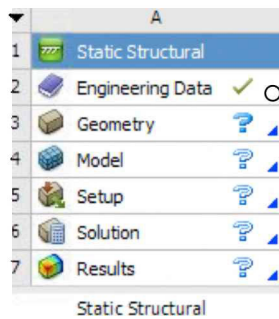 A
1 Static Structural
2 Engineering Data
3 Geometry
4 Model
5 Setup
6 Solution
7 Results
Static Structural